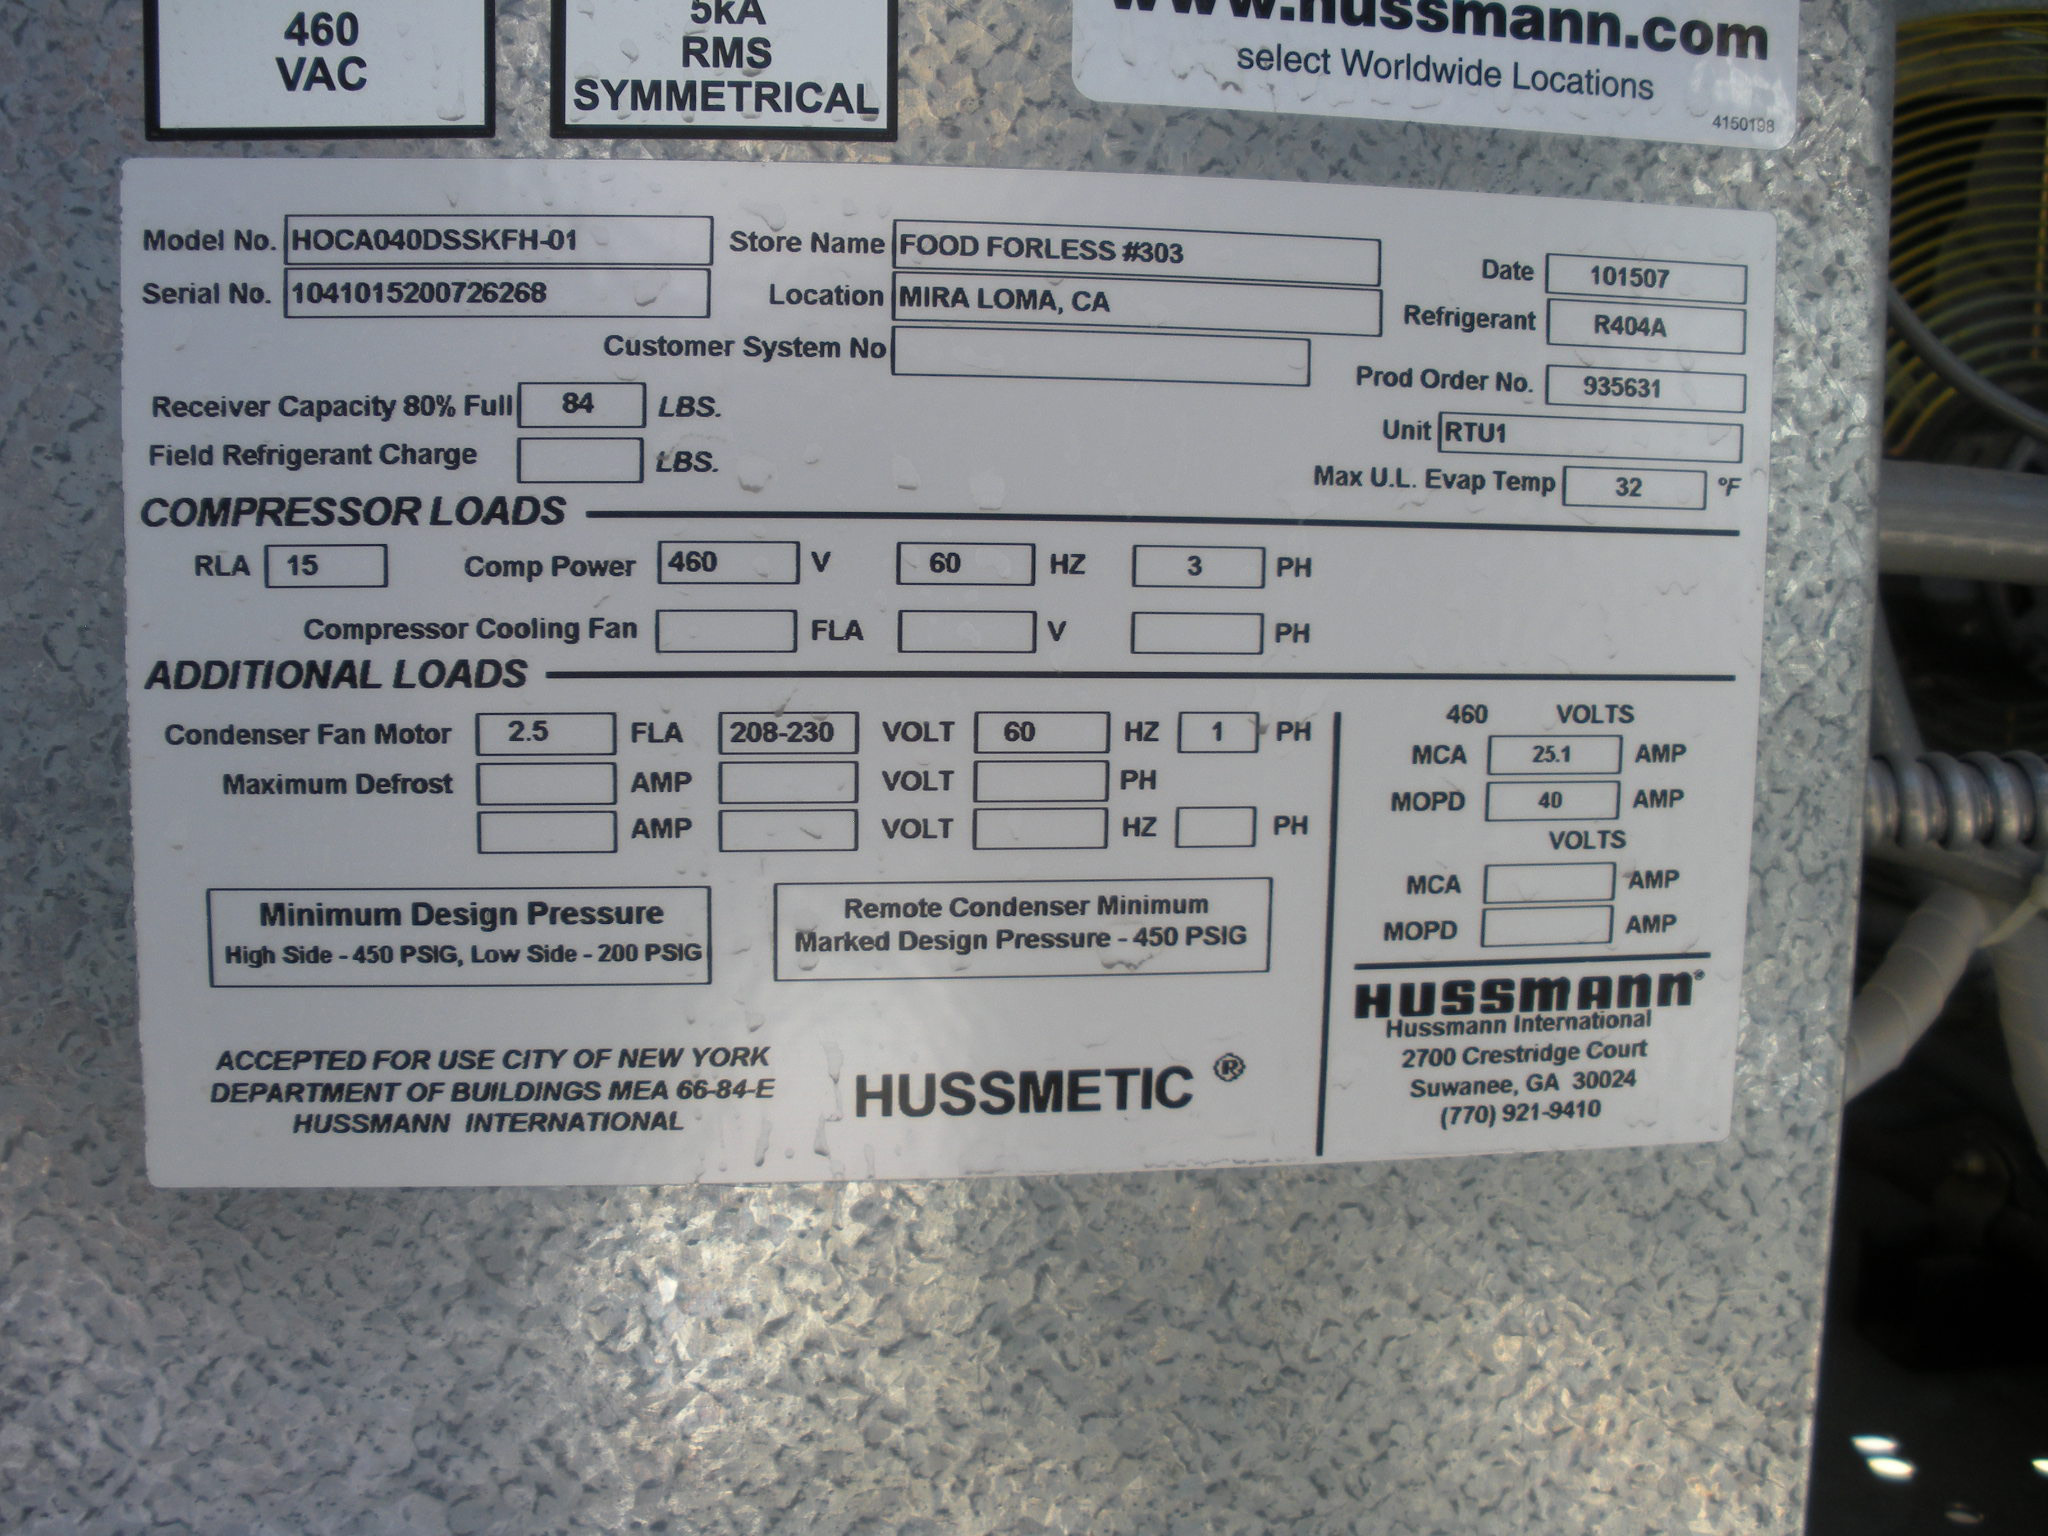 460
VAC
5kA
RMS
SYMMETRICAL
www.hussmann.com
select Worldwide Locations
4150198
Model No. HOCA040DSSKFH-01
Serial No. 1041015200726268
Store Name FOOD FORLESS #303
Location MIRA LOMA, CA
Customer System No
Date 101507
Refrigerant R404A
Prod Order No. 935631
Unit RTU1
Max U.L. Evap Temp 32 °F
Receiver Capacity 80% Full 84 LBS.
Field Refrigerant Charge LBS.
COMPRESSOR LOADS
RLA 15 Comp Power 460 V 60 HZ 3 PH
Compressor Cooling Fan FLA V PH
ADDITIONAL LOADS
Condenser Fan Motor 2.5 FLA 208-230 VOLT 60 HZ 1 PH
Maximum Defrost AMP VOLT PH
AMP VOLT HZ PH
460 VOLTS
MCA 25.1 AMP
MOPD 40 AMP
VOLTS
MCA AMP
MOPD AMP
Minimum Design Pressure
High Side - 450 PSIG, Low Side - 200 PSIG
Remote Condenser Minimum
Marked Design Pressure - 450 PSIG
ACCEPTED FOR USE CITY OF NEW YORK
DEPARTMENT OF BUILDINGS MEA 66-84-E
HUSSMANN INTERNATIONAL
HUSSMETIC ®
HUSSMANN®
Hussmann International
2700 Crestridge Court
Suwanee, GA 30024
(770) 921-9410